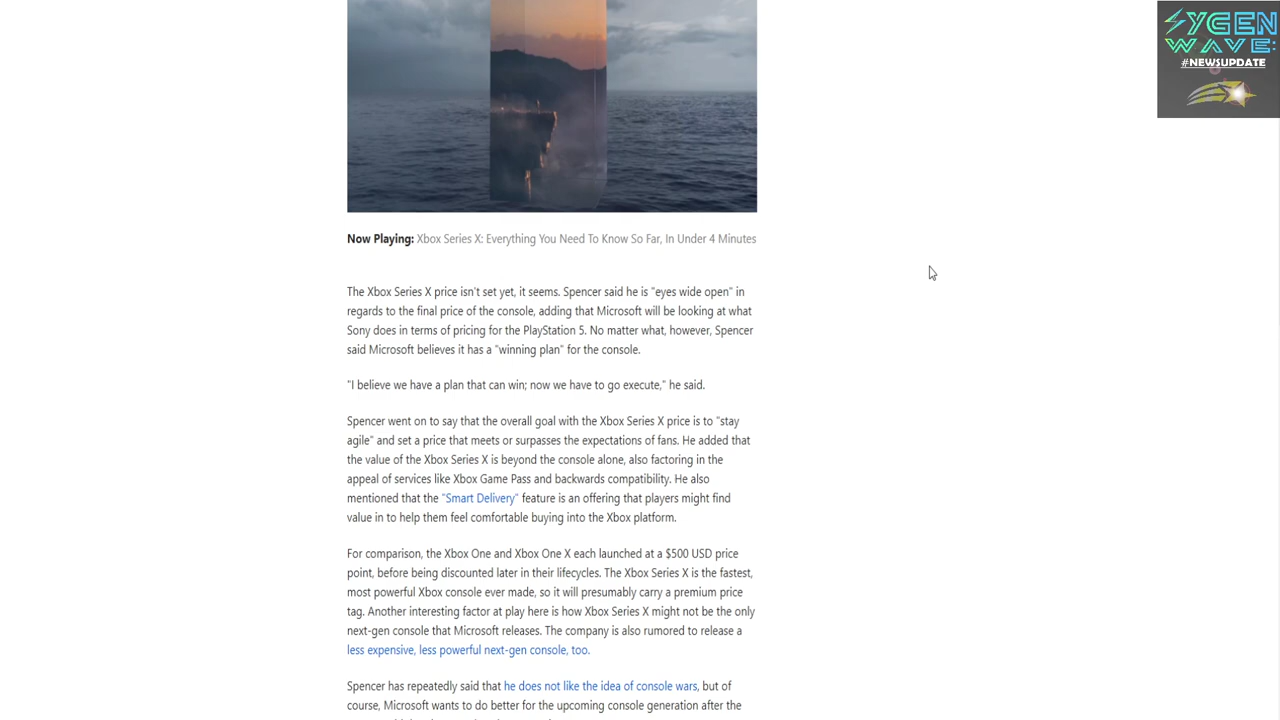 SYGEN
WAVE:
#NEWSUPDATE
Now Playing: Xbox Series X: Everything You Need To Know So Far, In Under 4 Minutes
The Xbox Series X price isn't set yet, it seems. Spencer said he is "eyes wide open" in
regards to the final price of the console, adding that Microsoft will be looking at what
Sony does in terms of pricing for the PlayStation 5. No matter what, however, Spencer
said Microsoft believes it has a "winning plan" for the console.
"I believe we have a plan that can win; now we have to go execute," he said.
Spencer went on to say that the overall goal with the Xbox Series X price is to "stay
agile" and set a price that meets or surpasses the expectations of fans. He added that
the value of the Xbox Series X is beyond the console alone, also factoring in the
appeal of services like Xbox Game Pass and backwards compatibility. He also
mentioned that the "Smart Delivery" feature is an offering that players might find
value in to help them feel comfortable buying into the Xbox platform.
For comparison, the Xbox One and Xbox One X each launched at a $500 USD price
point, before being discounted later in their lifecycles. The Xbox Series X is the fastest,
most powerful Xbox console ever made, so it will presumably carry a premium price
tag. Another interesting factor at play here is how Xbox Series X might not be the only
next-gen console that Microsoft releases. The company is also rumored to release a
less expensive, less powerful next-gen console, too.
Spencer has repeatedly said that he does not like the idea of console wars, but of
course, Microsoft wants to do better for the upcoming console generation after the